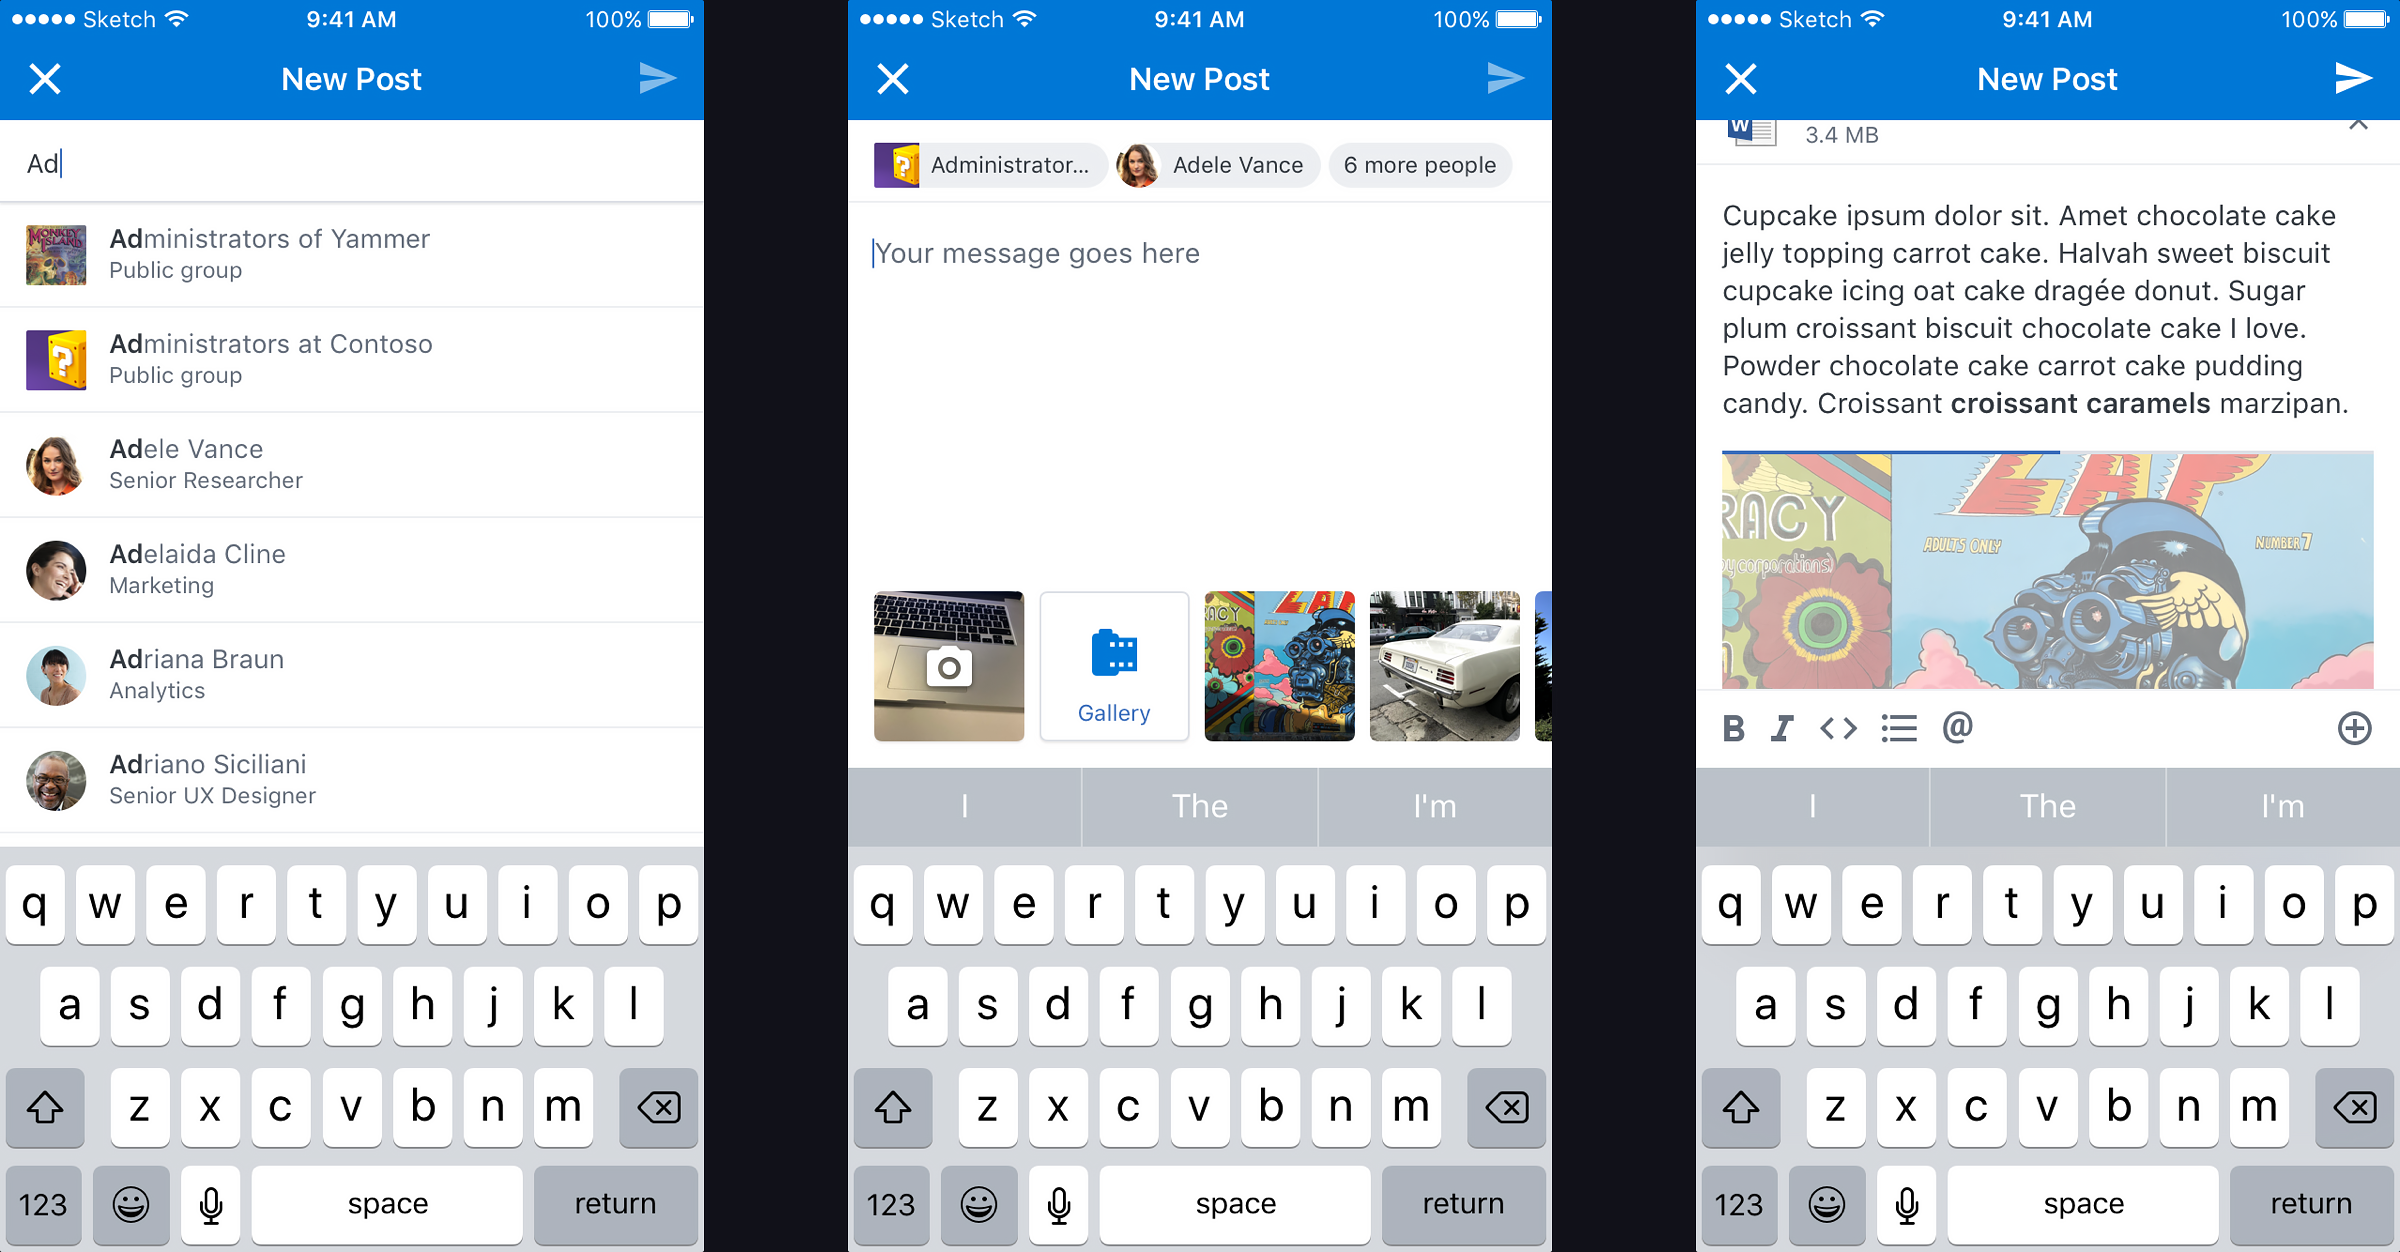 Sketch 9:41 AM 100%
New Post
Ad
Administrators of Yammer
Public group
Administrators at Contoso
Public group
Adele Vance
Senior Researcher
Adelaida Cline
Marketing
Adriana Braun
Analytics
Adriano Siciliani
Senior UX Designer
q w e r t y u i o p
a s d f g h j k l
z x c v b n m
123 space return
Sketch 9:41 AM 100%
New Post
Administrator... Adele Vance 6 more people
Your message goes here
Gallery
I The I'm
q w e r t y u i o p
a s d f g h j k l
z x c v b n m
123 space return
Sketch 9:41 AM 100%
New Post
W
3.4 MB
Cupcake ipsum dolor sit. Amet chocolate cake
jelly topping carrot cake. Halvah sweet biscuit
cupcake icing oat cake dragée donut. Sugar
plum croissant biscuit chocolate cake I love.
Powder chocolate cake carrot cake pudding
candy. Croissant croissant caramels marzipan.
ZAP
RACY
ADULTS ONLY NUMBER 7
by corporations)
B I <> @
I The I'm
q w e r t y u i o p
a s d f g h j k l
z x c v b n m
123 space return